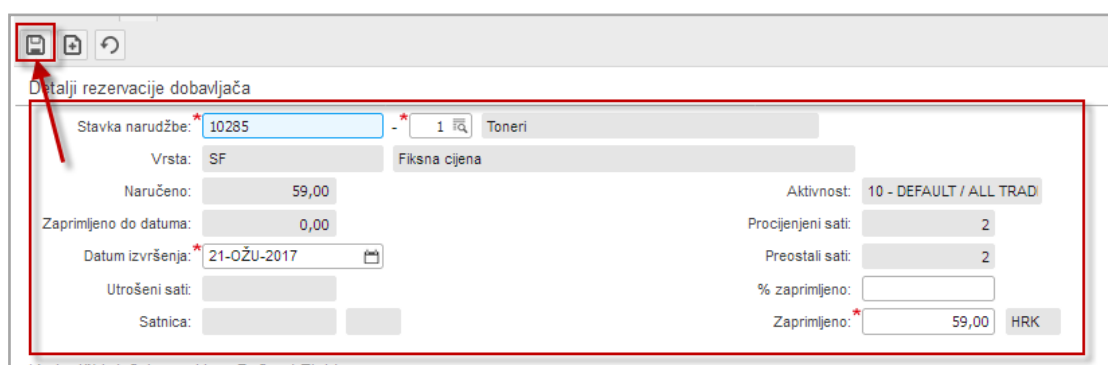 Detalji rezervacije dobavljača
Stavka narudžbe:* 10285 -* 1 Toneri
Vrsta: SF Fiksna cijena
Naručeno: 59,00 Aktivnost: 10 - DEFAULT / ALL TRAD
Zaprimljeno do datuma: 0,00 Procijenjeni sati: 2
Datum izvršenja:* 21-OŽU-2017 Preostali sati: 2
Utrošeni sati: % zaprimljeno:
Satnica: Zaprimljeno:* 59,00 HRK